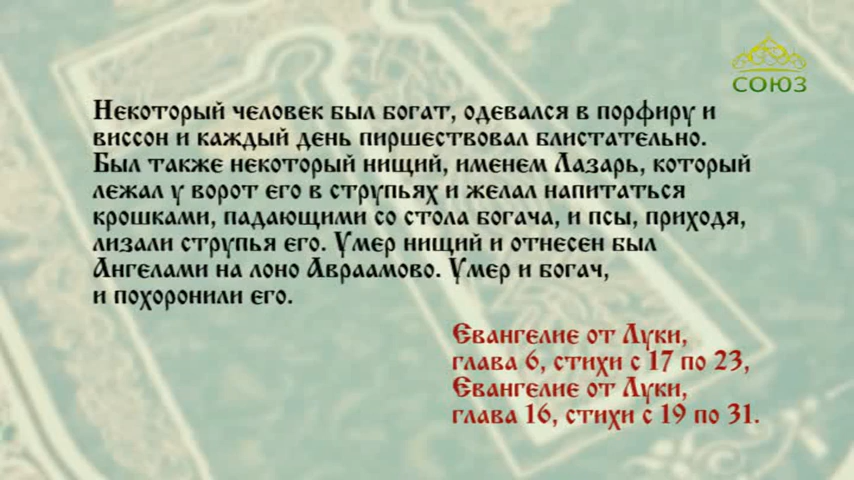 СОЮЗ
Некоторый человек был богат, одевался в порфиру и
виссон и каждый день пиршествовал блистательно.
Был также некоторый нищий, именем Лазарь, который
лежал у ворот его в струпьях и желал напитаться
крошками, падающими со стола богача, и псы, приходя,
лизали струпья его. Умер нищий и отнесен был
Ангелами на лоно Авраамово. Умер и богач,
и похоронили его.
Евангелие от Луки,
глава 6, стихи с 17 по 23,
Евангелие от Луки,
глава 16, стихи с 19 по 31.